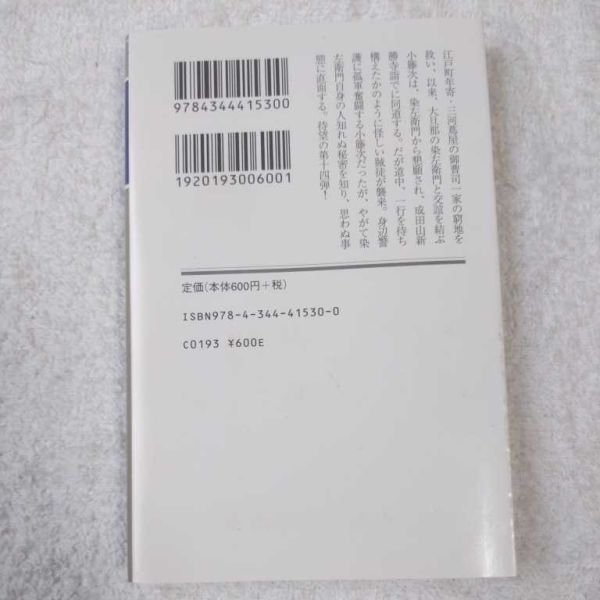 江戸町年寄・三河蔦屋の御曹司一家の窮地を
救い、以来、大旦那の染左衛門と交誼を結ぶ
小藤次は、染左衛門から懇願され、成田山新
勝寺詣でに同道する。だが道中、一行を待ち
構えたかのように怪しい賊徒が襲来。身辺警
護に孤軍奮闘する小藤次だったが、やがて染
左衛門自身の人知れぬ秘密を知り、思わぬ事
態に直面する。待望の第十四弾！
9784344415300
1920193006001
定価(本体600円+税)
ISBN978-4-344-41530-0
C0193 ¥600E